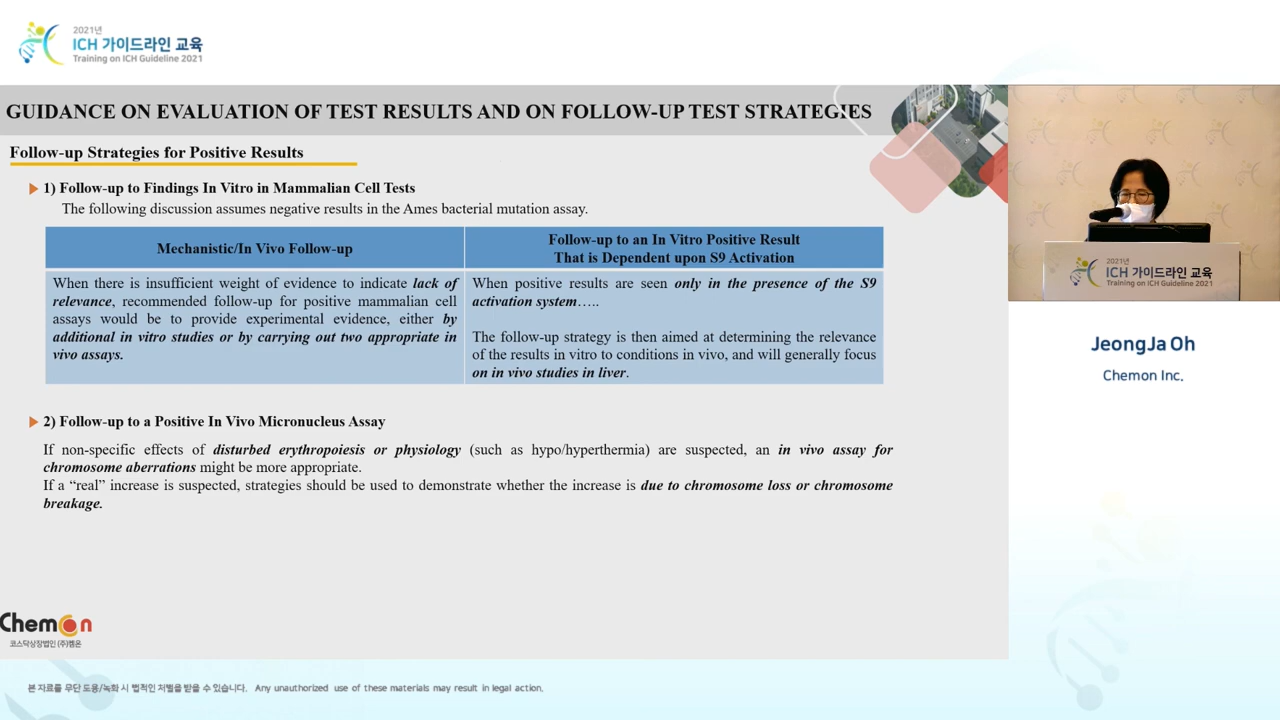 2021년
ICH 가이드라인 교육
Training on ICH Guideline 2021
GUIDANCE ON EVALUATION OF TEST RESULTS AND ON FOLLOW-UP TEST STRATEGIES
Follow-up Strategies for Positive Results
1) Follow-up to Findings In Vitro in Mammalian Cell Tests
The following discussion assumes negative results in the Ames bacterial mutation assay.
Mechanistic/In Vivo Follow-up
When there is insufficient weight of evidence to indicate lack of
relevance, recommended follow-up for positive mammalian cell
assays would be to provide experimental evidence, either by
additional in vitro studies or by carrying out two appropriate in
vivo assays.
Follow-up to an In Vitro Positive Result
That is Dependent upon S9 Activation
When positive results are seen only in the presence of the S9
activation system…..
The follow-up strategy is then aimed at determining the relevance
of the results in vitro to conditions in vivo, and will generally focus
on in vivo studies in liver.
2) Follow-up to a Positive In Vivo Micronucleus Assay
If non-specific effects of disturbed erythropoiesis or physiology (such as hypo/hyperthermia) are suspected, an in vivo assay for
chromosome aberrations might be more appropriate.
If a “real” increase is suspected, strategies should be used to demonstrate whether the increase is due to chromosome loss or chromosome
breakage.
2021년
ICH 가이드라인 교육
Training on ICH Guideline 2021
JeongJa Oh
Chemon Inc.
Chemon
코스닥상장법인 (주)켐온
본 자료를 무단 도용/녹화 시 법적인 처벌을 받을 수 있습니다. Any unauthorized use of these materials may result in legal action.